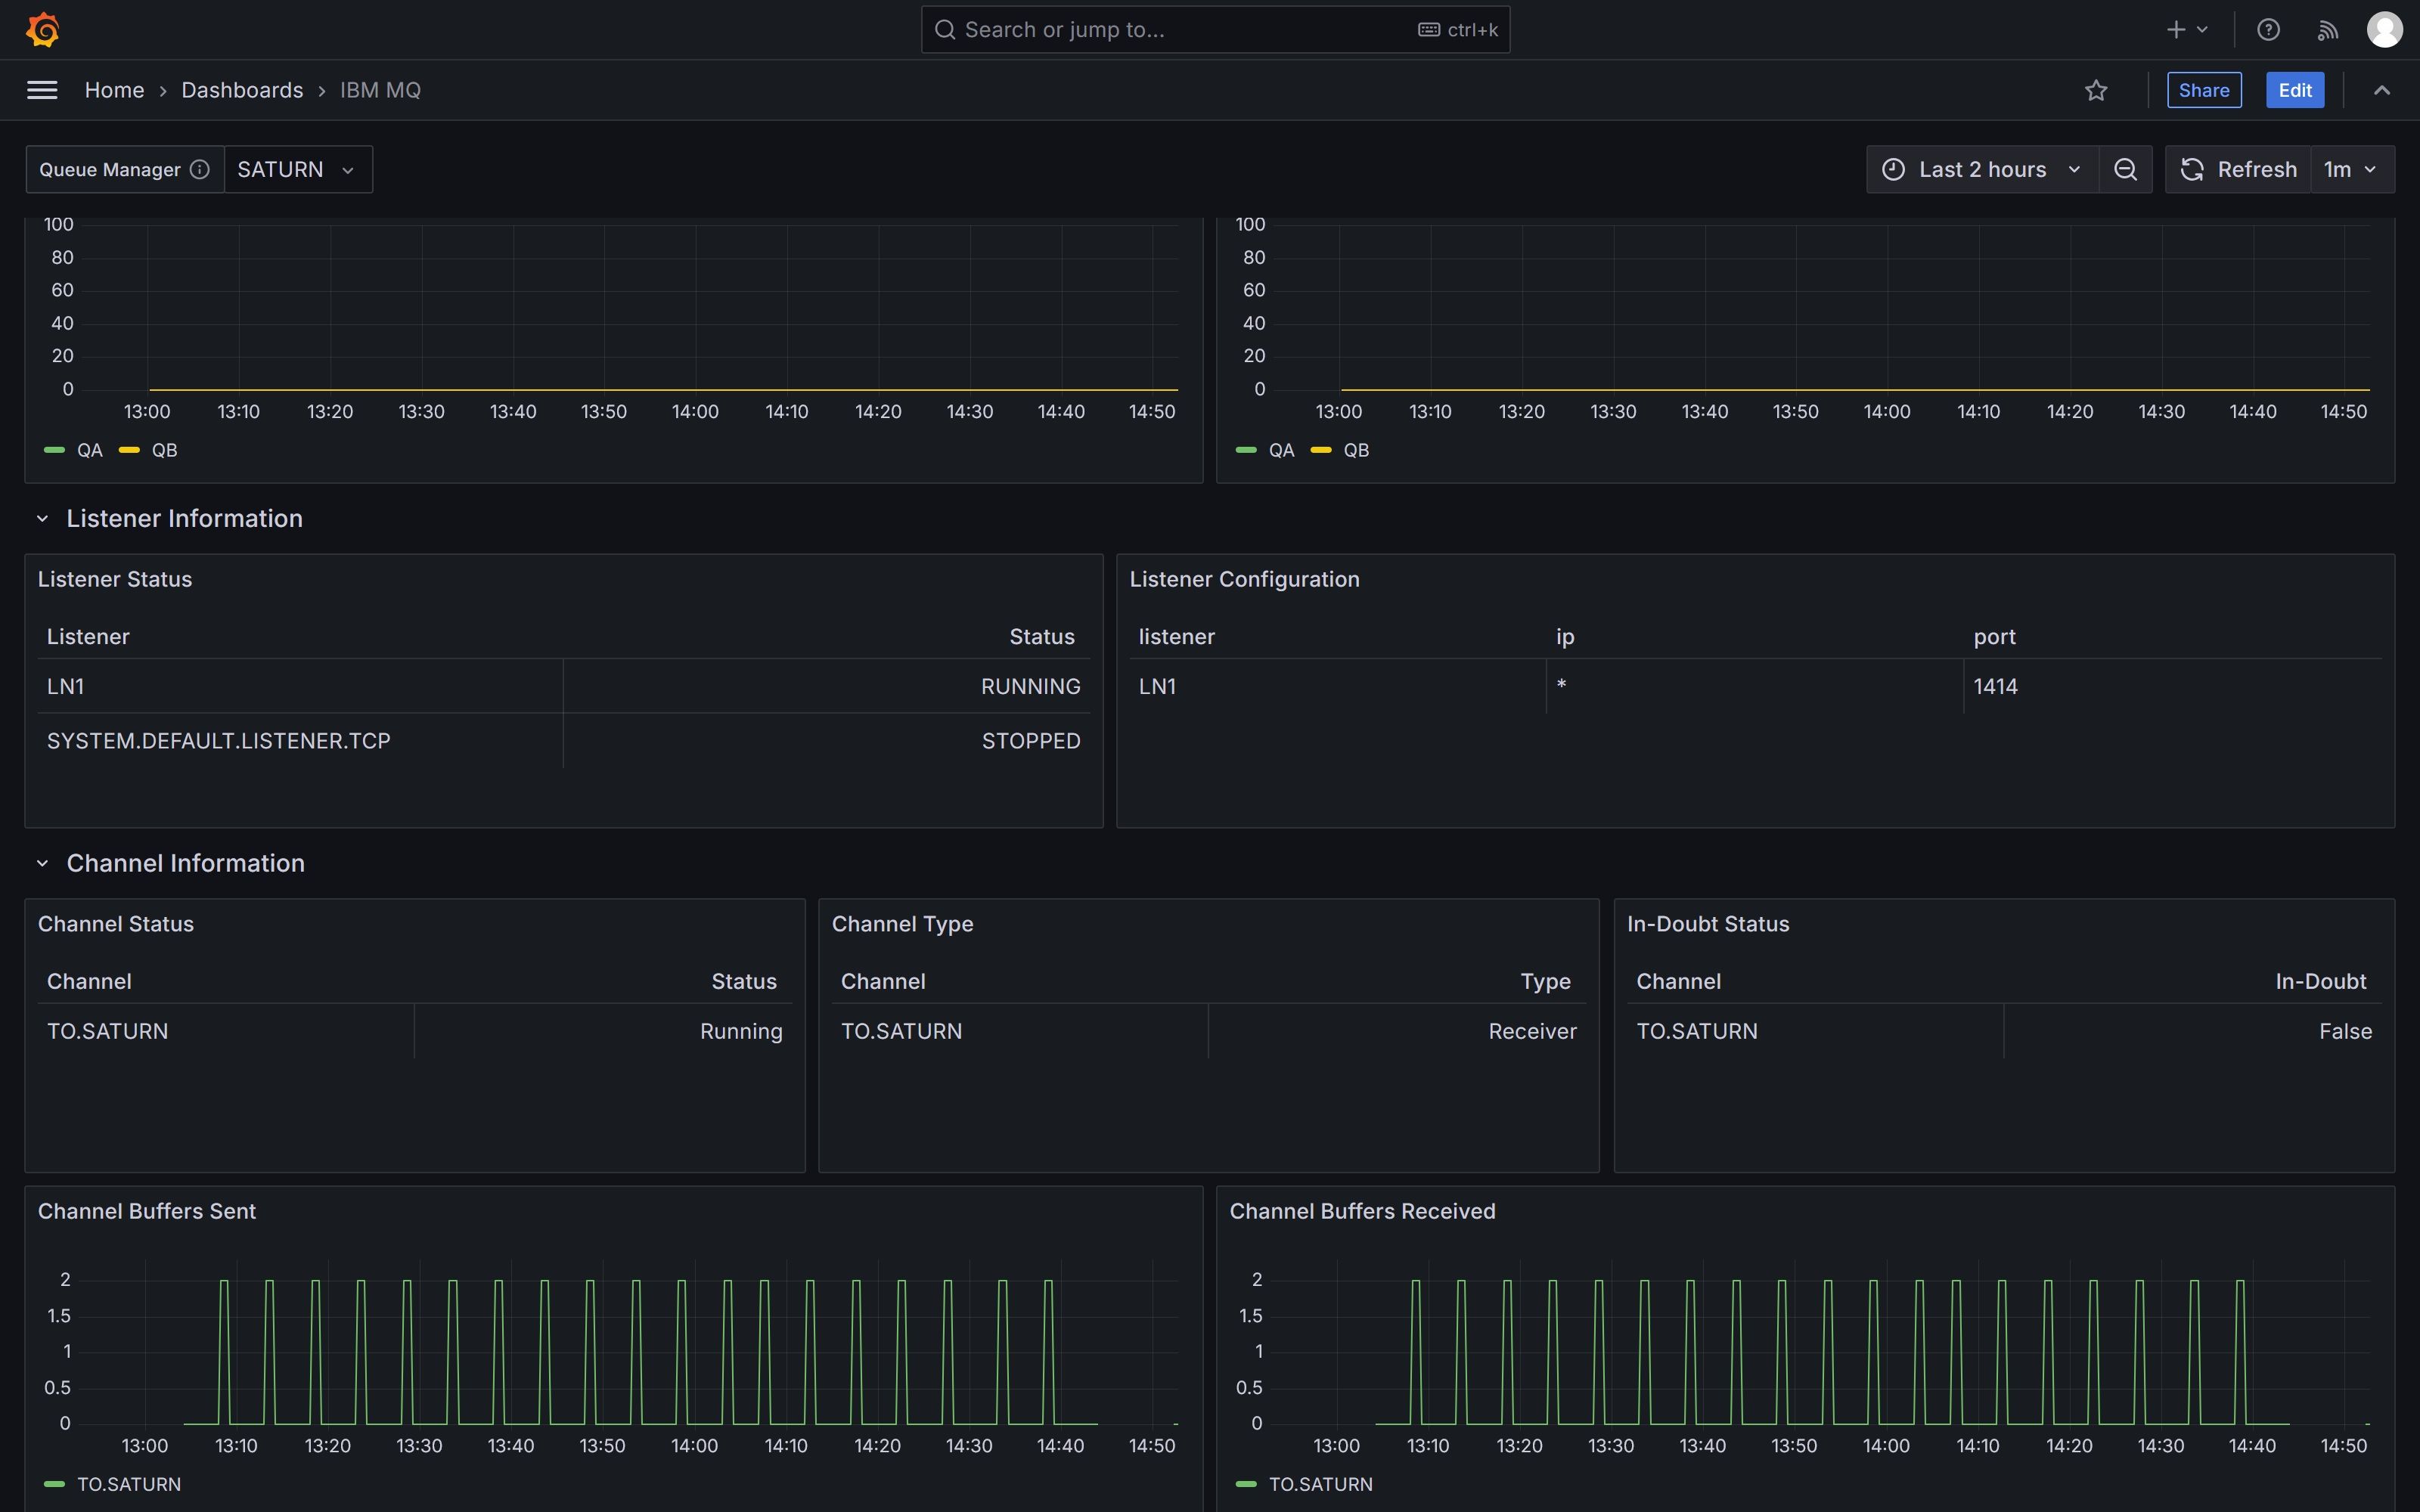 Search or jump to... ctrl+k
Home > Dashboards > IBM MQ
Share Edit
Queue Manager SATURN
Last 2 hours Refresh 1m
100
80
60
40
20
0
13:00 13:10 13:20 13:30 13:40 13:50 14:00 14:10 14:20 14:30 14:40 14:50
QA QB
100
80
60
40
20
0
13:00 13:10 13:20 13:30 13:40 13:50 14:00 14:10 14:20 14:30 14:40 14:50
QA QB
Listener Information
Listener Status
Listener Status
LN1 RUNNING
SYSTEM.DEFAULT.LISTENER.TCP STOPPED
Listener Configuration
listener ip port
LN1 * 1414
Channel Information
Channel Status
Channel Status
TO.SATURN Running
Channel Type
Channel Type
TO.SATURN Receiver
In-Doubt Status
Channel In-Doubt
TO.SATURN False
Channel Buffers Sent
2
1.5
1
0.5
0
13:00 13:10 13:20 13:30 13:40 13:50 14:00 14:10 14:20 14:30 14:40 14:50
TO.SATURN
Channel Buffers Received
2
1.5
1
0.5
0
13:00 13:10 13:20 13:30 13:40 13:50 14:00 14:10 14:20 14:30 14:40 14:50
TO.SATURN